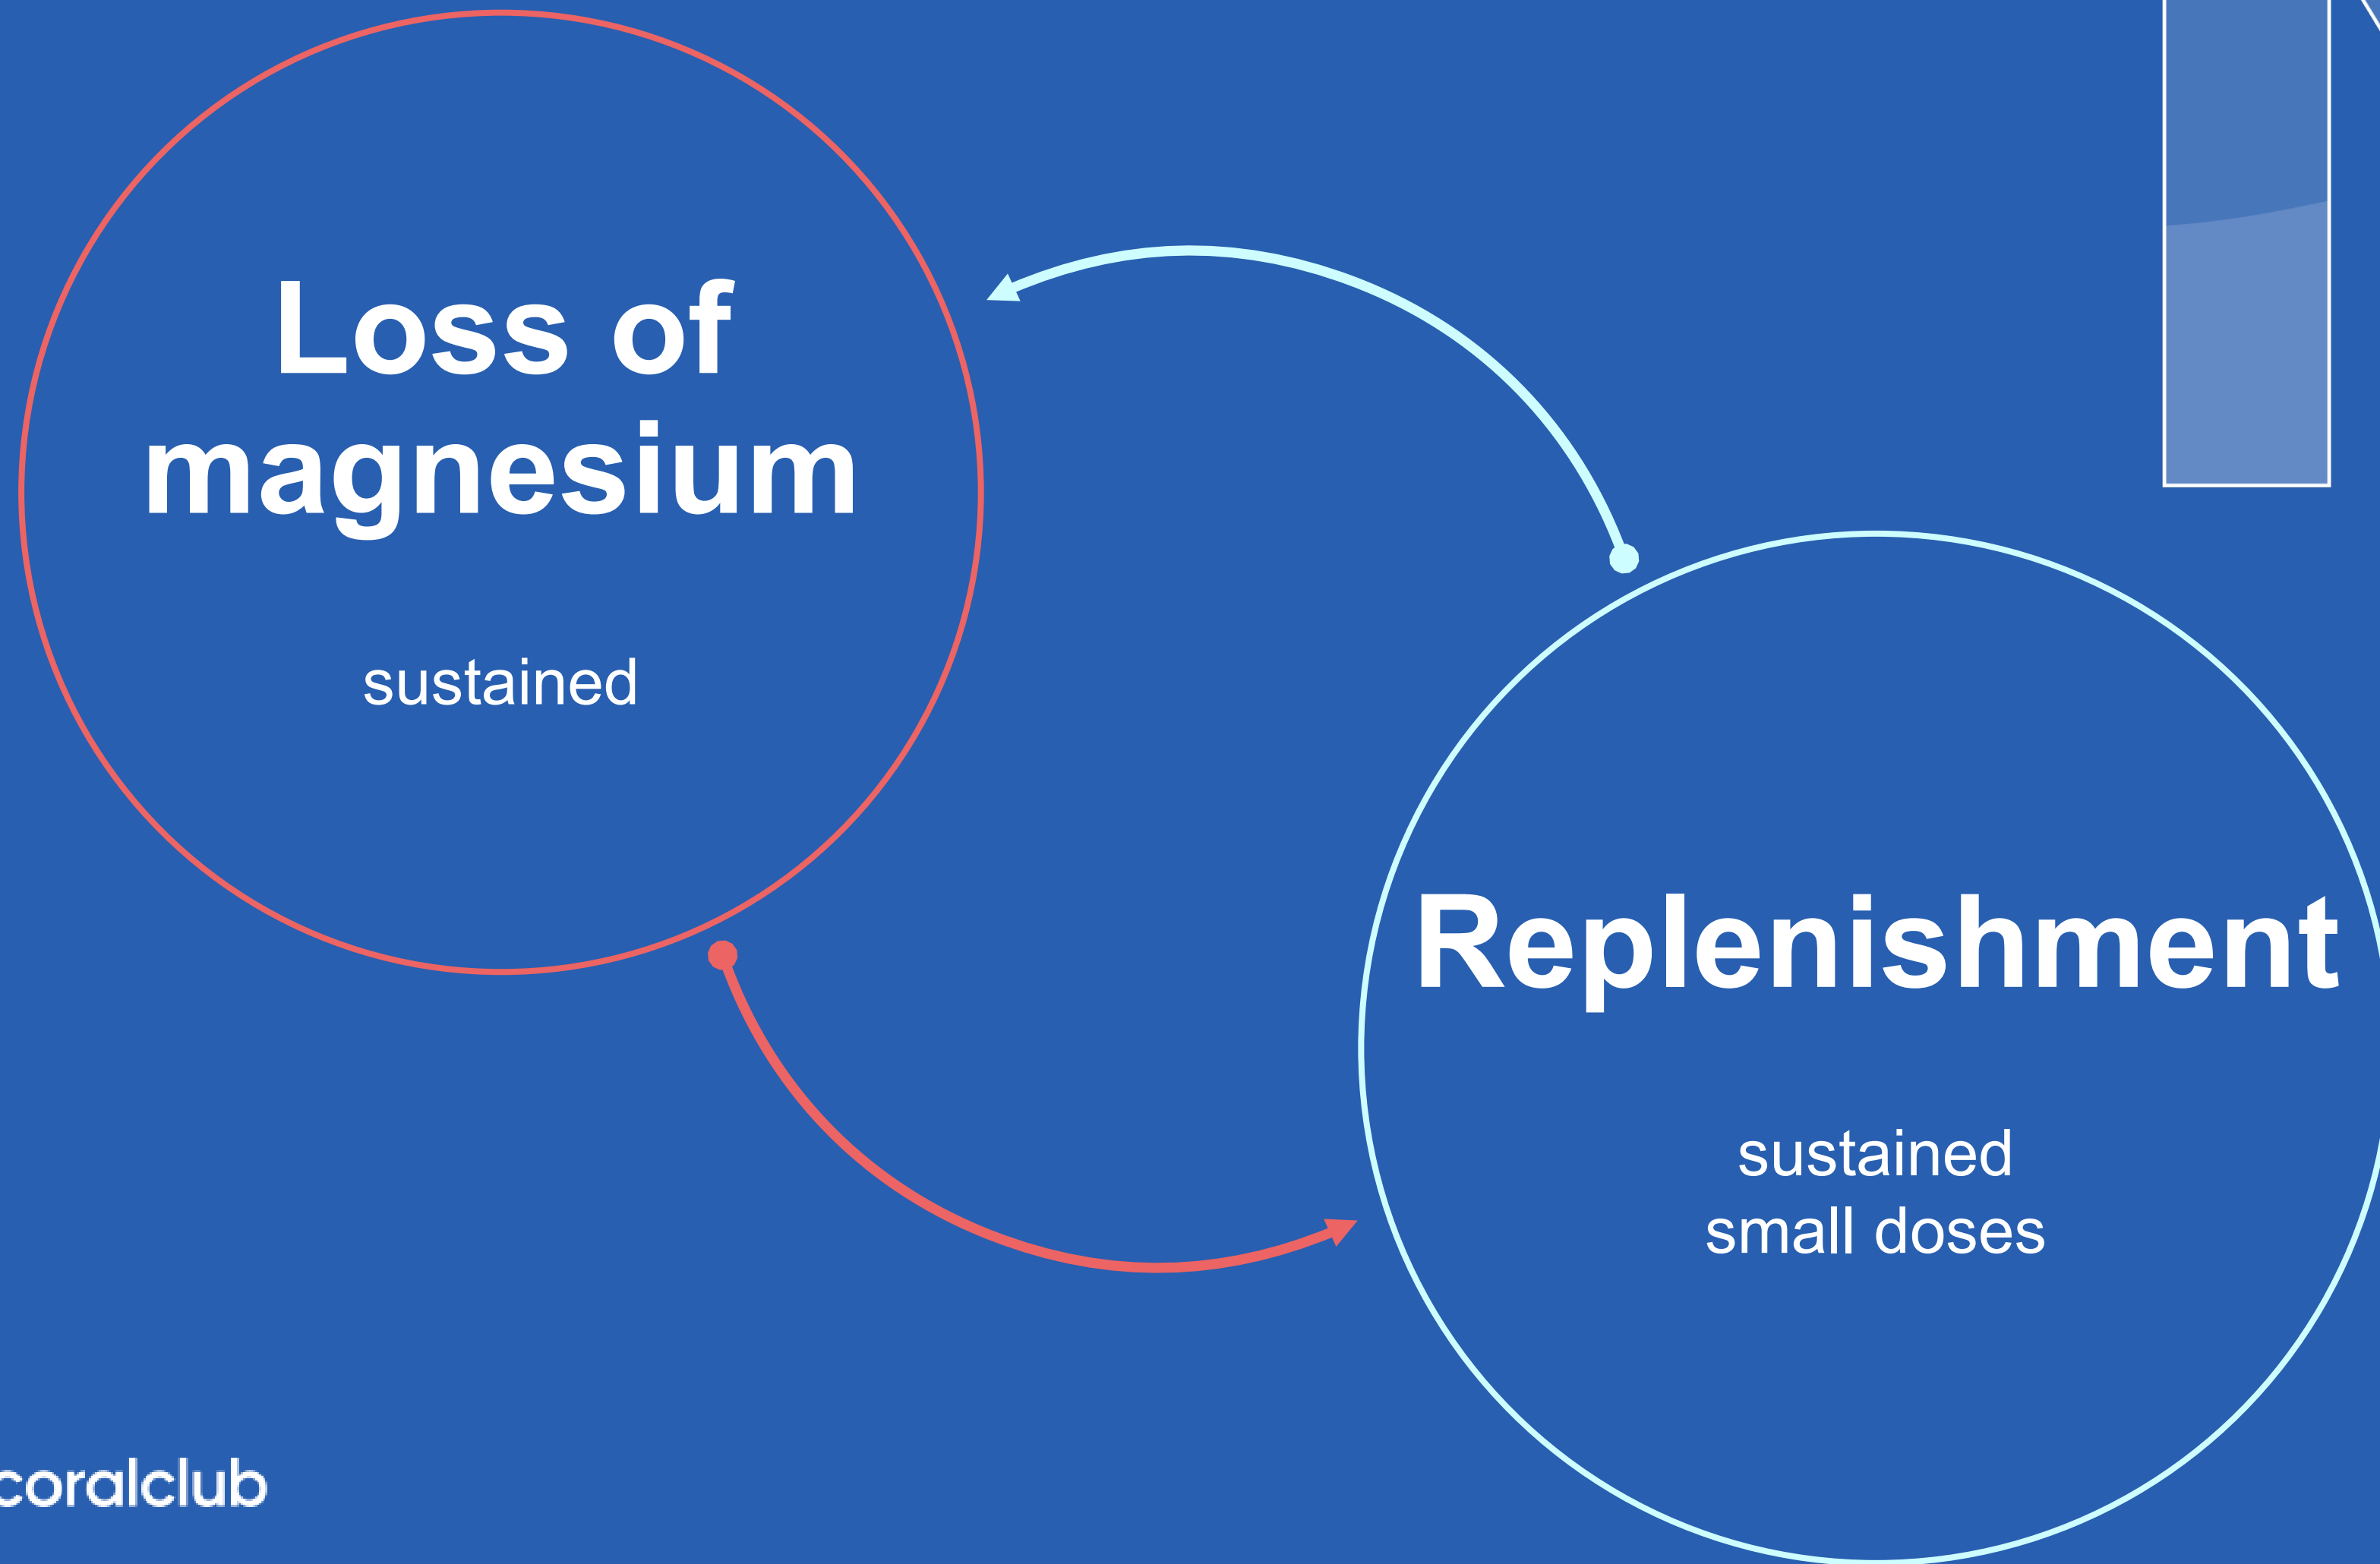 Loss of
magnesium
sustained
Replenishment
sustained
small doses
coralclub